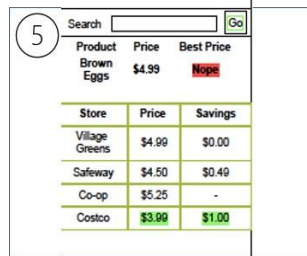 5
Search Go
Product Price Best Price
Brown Eggs $4.99 Nope
Store Price Savings
Village Greens $4.99 $0.00
Safeway $4.50 $0.49
Co-op $5.25 -
Costco $3.99 $1.00